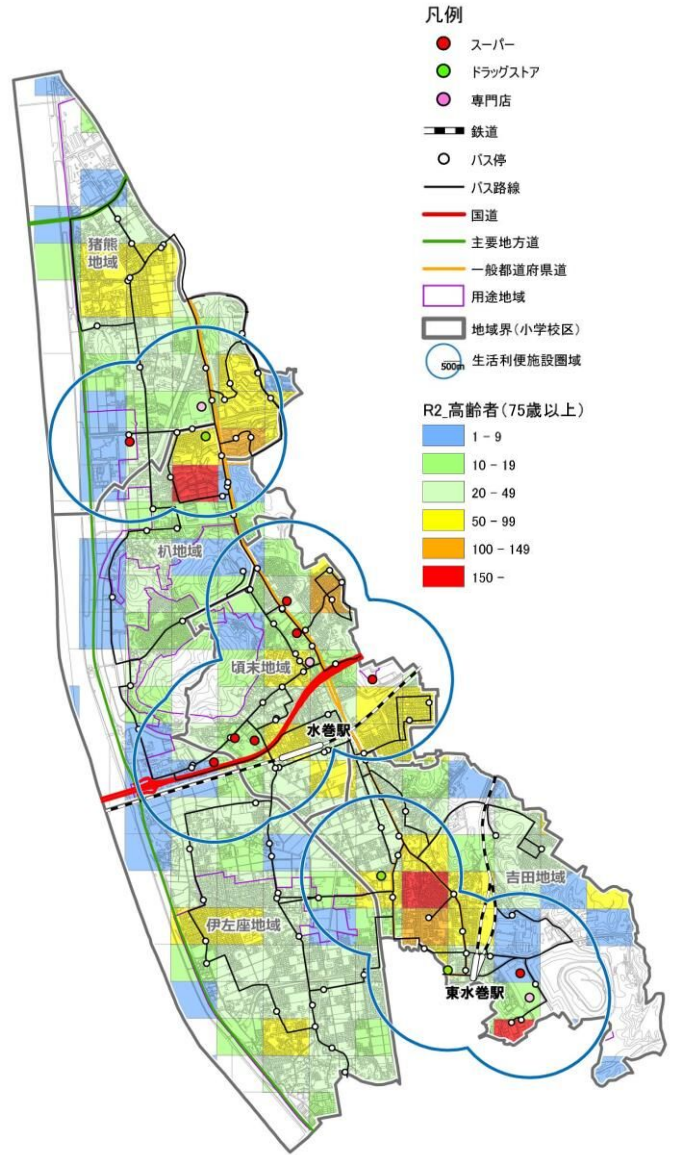 凡例
スーパー
ドラッグストア
専門店
鉄道
バス停
バス路線
国道
主要地方道
一般都道府県道
用途地域
地域界(小学校区)
500m 生活利便施設圏域
R2_高齢者(75歳以上)
1 - 9
10 - 19
20 - 49
50 - 99
100 - 149
150 -
猪熊
地域
杁地域
頃末地域
水巻駅
吉田地域
伊左座地域
東水巻駅